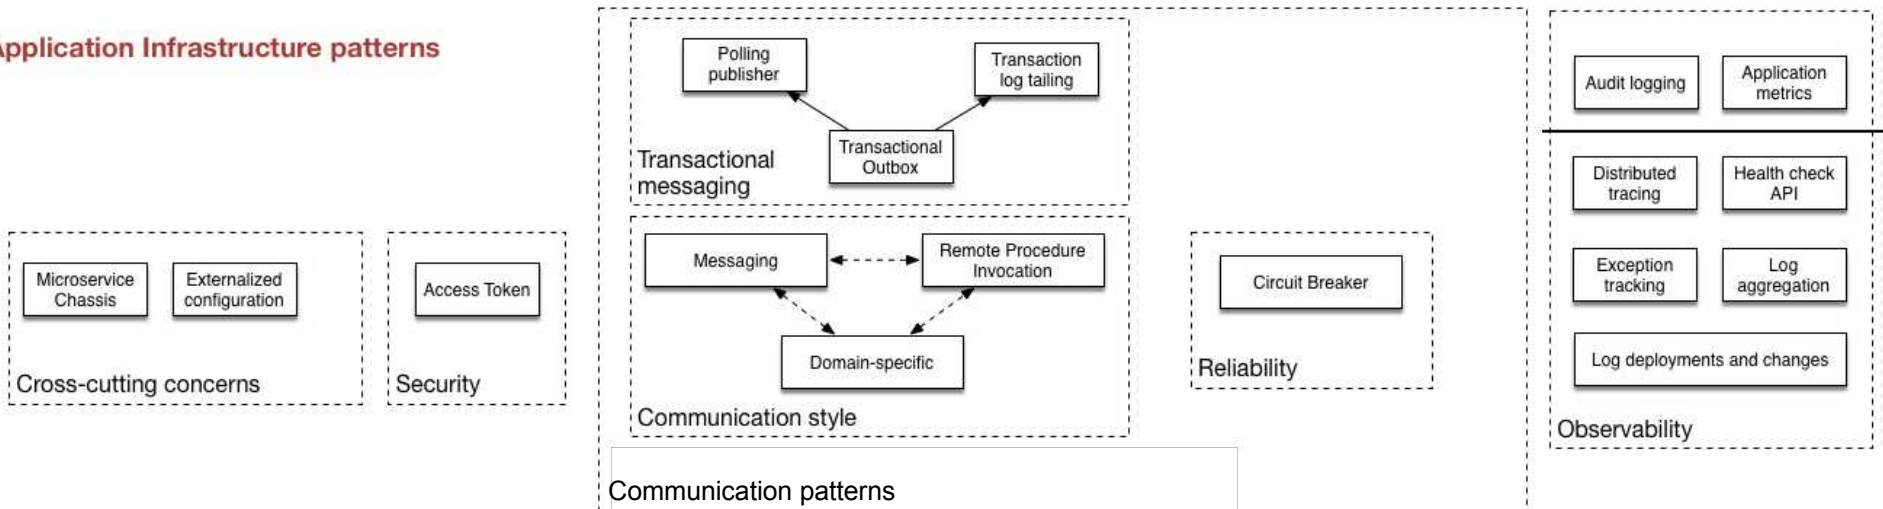 Application Infrastructure patterns
Polling
publisher
Transaction
log tailing
Transactional
Outbox
Transactional
messaging
Audit logging
Application
metrics
Distributed
tracing
Health check
API
Exception
tracking
Log
aggregation
Log deployments and changes
Observability
Microservice
Chassis
Externalized
configuration
Cross-cutting concerns
Access Token
Security
Messaging
Remote Procedure
Invocation
Domain-specific
Communication style
Circuit Breaker
Reliability
Communication patterns